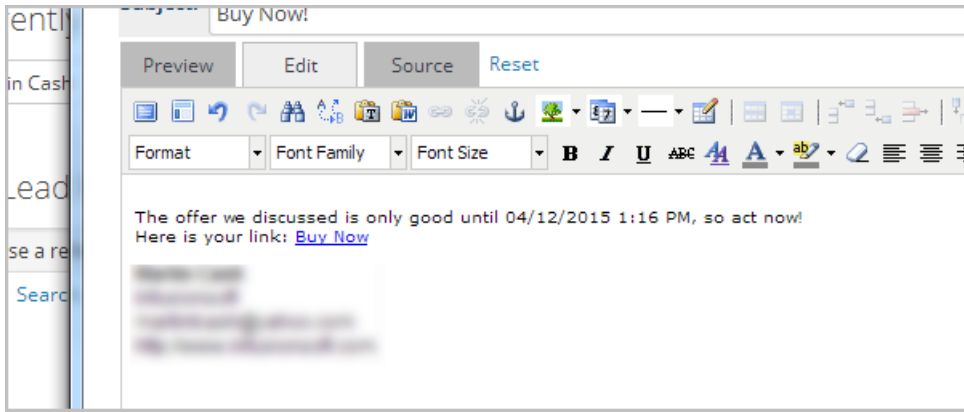 Buy Now!
Preview Edit Source Reset
in Cash
Format Font Family Font Size B I U ABC
The offer we discussed is only good until 04/12/2015 1:16 PM, so act now!
Here is your link: Buy Now
se a re
Searc